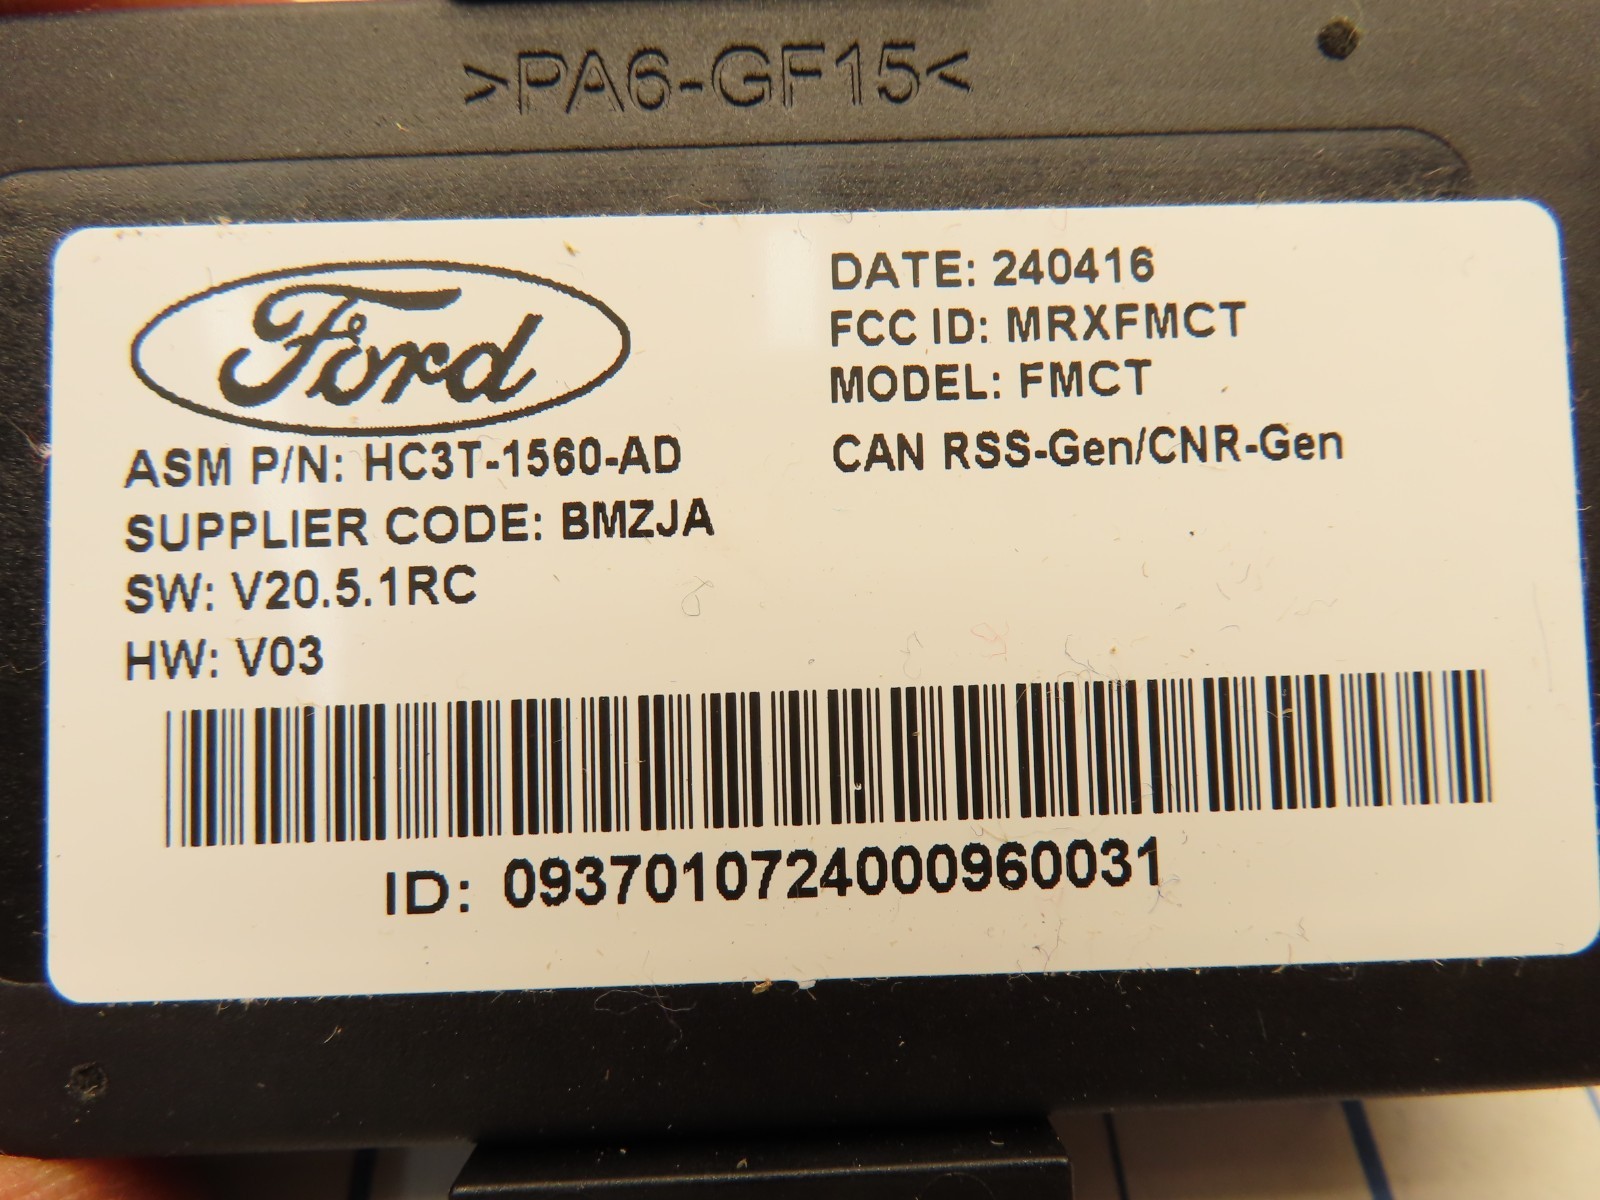 >PA6-GF15<
Ford
ASM P/N: HC3T-1560-AD
SUPPLIER CODE: BMZJA
SW: V20.5.1RC
HW: V03
DATE: 240416
FCC ID: MRXFMCT
MODEL: FMCT
CAN RSS-Gen/CNR-Gen
ID: 0937010724000960031